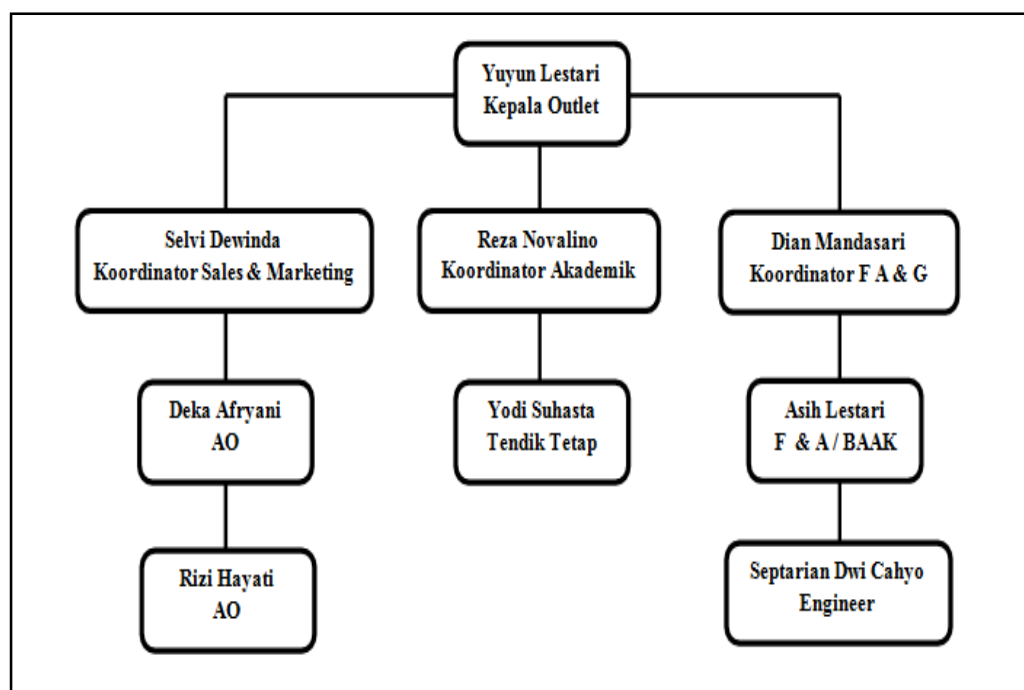 Yuyun Lestari
Kepala Outlet
Selvi Dewinda
Koordinator Sales & Marketing
Reza Novalino
Koordinator Akademik
Dian Mandasari
Koordinator F A & G
Deka Afryani
AO
Yodi Suhasta
Tendik Tetap
Asih Lestari
F & A / BAAK
Rizi Hayati
AO
Septarian Dwi Cahyo
Engineer